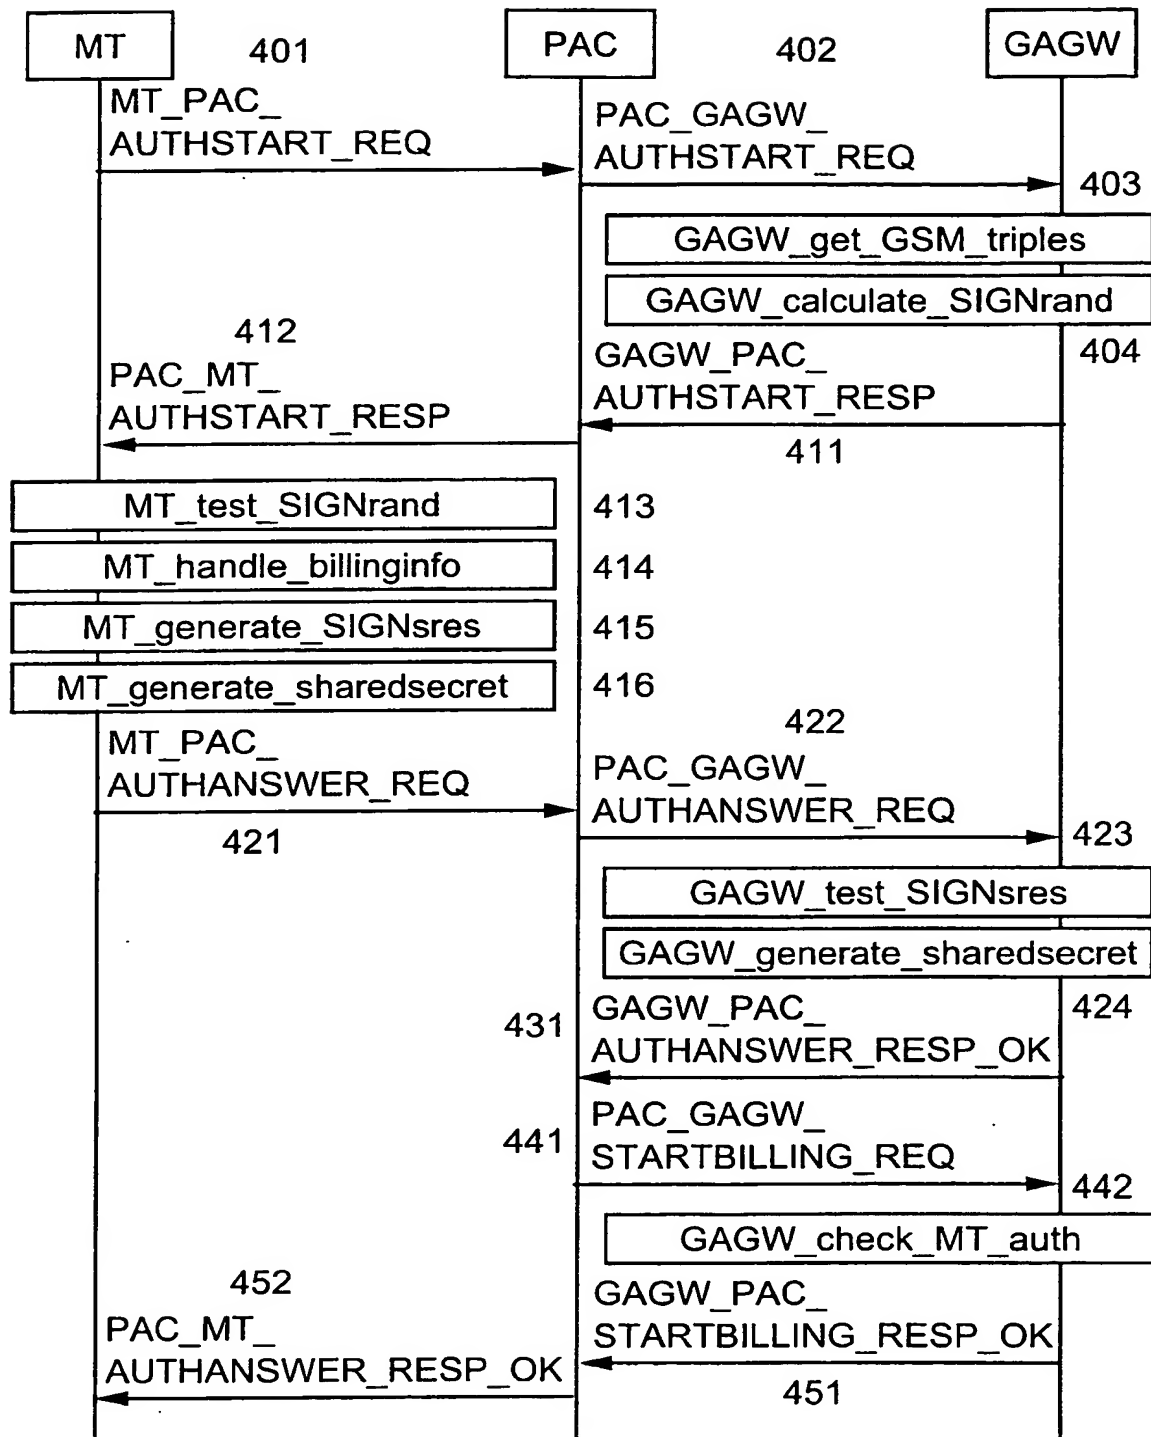 MT
PAC
GAGW
401
402
MT_PAC_
AUTHSTART_REQ
PAC_GAGW_
AUTHSTART_REQ
403
GAGW_get_GSM_triples
GAGW_calculate_SIGNrand
404
412
PAC_MT_
AUTHSTART_RESP
GAGW_PAC_
AUTHSTART_RESP
411
MT_test_SIGNrand
413
MT_handle_billinginfo
414
MT_generate_SIGNsres
415
MT_generate_sharedsecret
416
MT_PAC_
AUTHANSWER_REQ
421
422
PAC_GAGW_
AUTHANSWER_REQ
423
GAGW_test_SIGNsres
GAGW_generate_sharedsecret
424
431
GAGW_PAC_
AUTHANSWER_RESP_OK
441
PAC_GAGW_
STARTBILLING_REQ
442
GAGW_check_MT_auth
452
PAC_MT_
AUTHANSWER_RESP_OK
GAGW_PAC_
STARTBILLING_RESP_OK
451